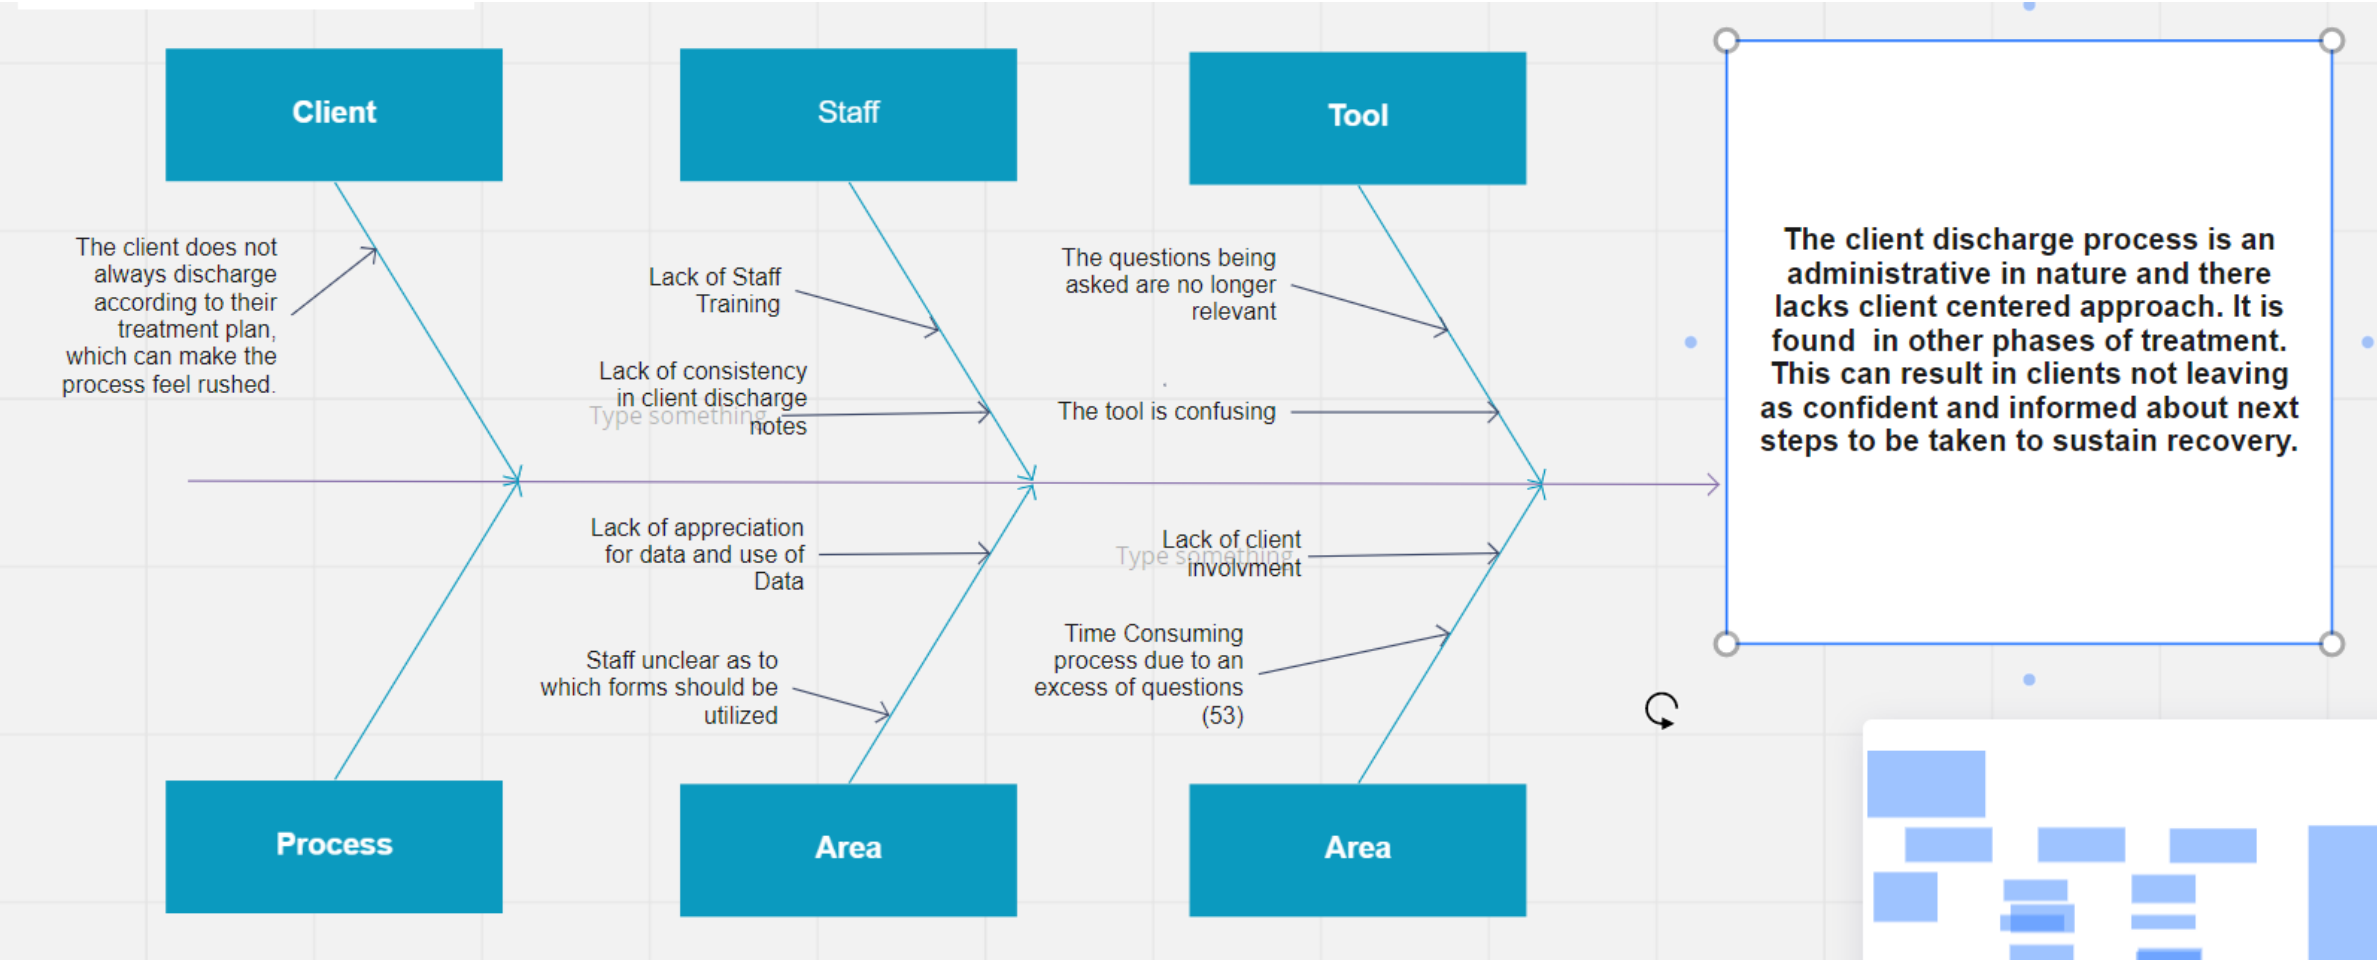 Client
Staff
Tool
The client does not
always discharge
according to their
treatment plan,
which can make the
process feel rushed.
Lack of Staff
Training
Lack of consistency
in client discharge
notes
Type something
The questions being
asked are no longer
relevant
The tool is confusing
The client discharge process is an
administrative in nature and there
lacks client centered approach. It is
found  in other phases of treatment.
This can result in clients not leaving
as confident and informed about next
steps to be taken to sustain recovery.
Lack of appreciation
for data and use of
Data
Staff unclear as to
which forms should be
utilized
Lack of client
involvment
Type something
Time Consuming
process due to an
excess of questions
(53)
Process
Area
Area